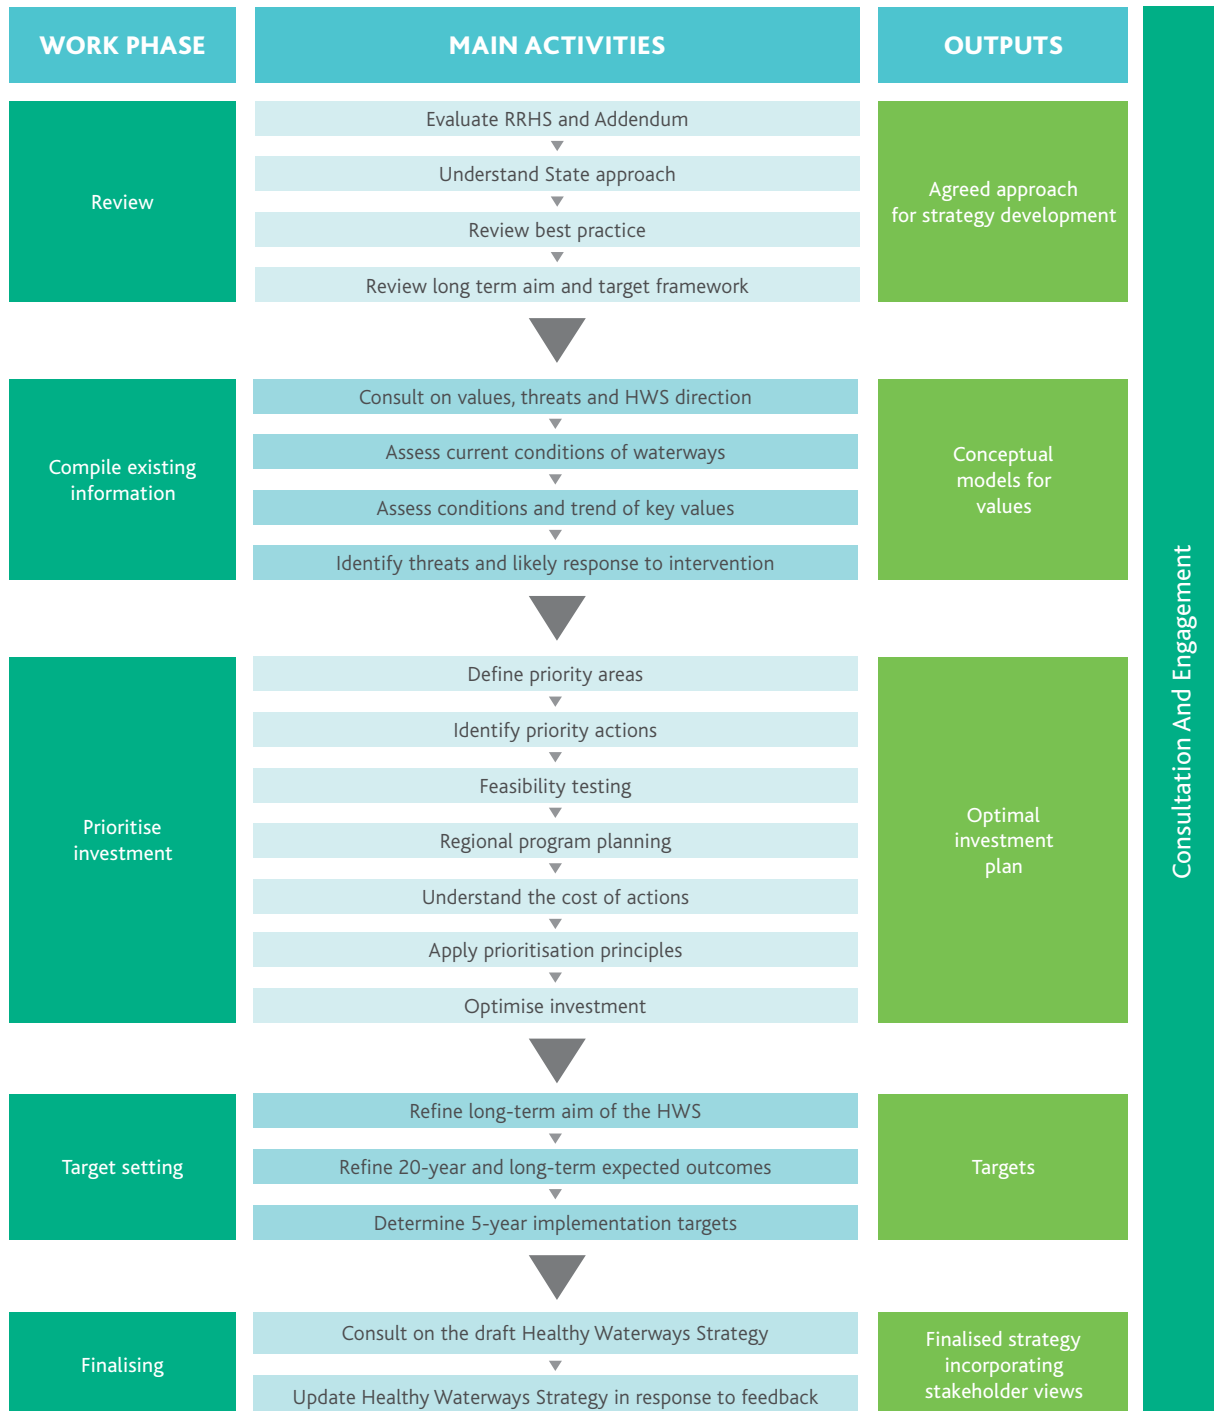 WORK PHASE
MAIN ACTIVITIES
OUTPUTS
Review
Evaluate RRHS and Addendum
Understand State approach
Review best practice
Review long term aim and target framework
Agreed approach
for strategy development
Compile existing
information
Consult on values, threats and HWS direction
Assess current conditions of waterways
Assess conditions and trend of key values
Identify threats and likely response to intervention
Conceptual
models for
values
Prioritise
investment
Define priority areas
Identify priority actions
Feasibility testing
Regional program planning
Understand the cost of actions
Apply prioritisation principles
Optimise investment
Optimal
investment
plan
Target setting
Refine long-term aim of the HWS
Refine 20-year and long-term expected outcomes
Determine 5-year implementation targets
Targets
Finalising
Consult on the draft Healthy Waterways Strategy
Update Healthy Waterways Strategy in response to feedback
Finalised strategy
incorporating
stakeholder views
Consultation And Engagement